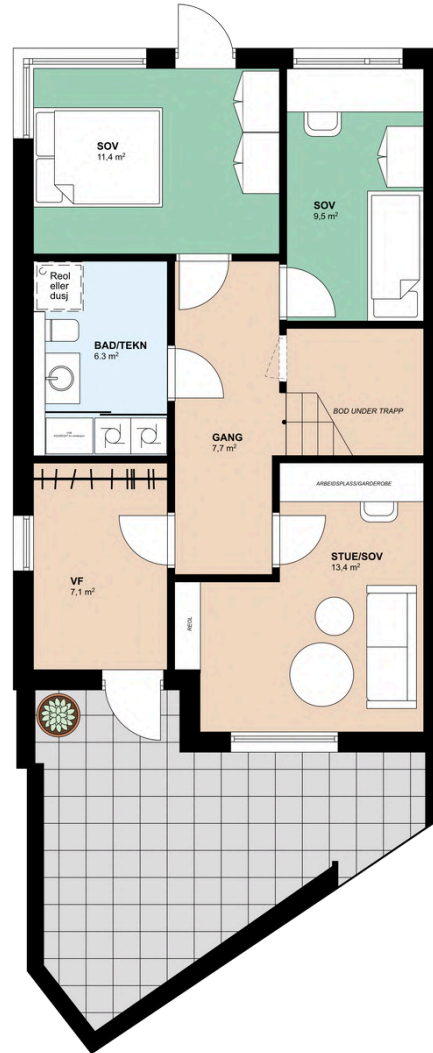 SOV
11,4 m²
SOV
9,5 m²
Reol
eller
dusj
BAD/TEKN
6.3 m²
BOD UNDER TRAPP
GANG
7,7 m²
ARBEIDSPLASS/GARDEROBE
STUE/SOV
13,4 m²
VF
7,1 m²
REOL